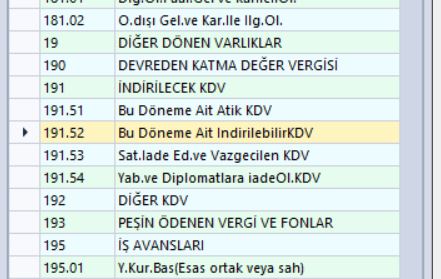 181.02 O.dışı Gel.ve Kar.Ile Ilg.Ol.
19 DİĞER DÖNEN VARLIKLAR
190 DEVREDEN KATMA DEĞER VERGİSİ
191 İNDİRİLECEK KDV
191.51 Bu Döneme Ait Atik KDV
191.52 Bu Döneme Ait IndirilebilirKDV
191.53 Sat.Iade Ed.ve Vazgecilen KDV
191.54 Yab.ve Diplomatlara iadeOl.KDV
192 DİĞER KDV
193 PEŞİN ÖDENEN VERGİ VE FONLAR
195 İŞ AVANSLARI
195.01 Y.Kur.Bas(Esas ortak veya sah)